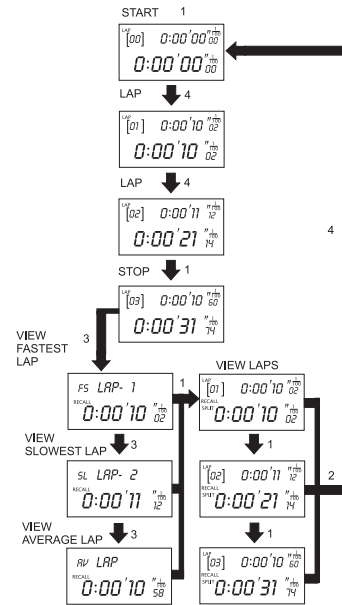 START 1
LAP [00] 0:00'00"00 1/100
0:00'00"00 1/100
LAP 4
LAP [01] 0:00'10"02 1/100
0:00'10"02 1/100
LAP 4
LAP [02] 0:00'11"12 1/100
0:00'21"14 1/100
4
STOP 1
LAP [03] 0:00'10"60 1/100
0:00'31"74 1/100
VIEW
FASTEST
LAP
3
VIEW LAPS
FS LAP- 1
RECALL 0:00'10"02 1/100
1
LAP [01] 0:00'10"02 1/100
RECALL SPLIT 0:00'10"02 1/100
VIEW
SLOWEST LAP
3
1
SL LAP- 2
RECALL 0:00'11"12 1/100
LAP [02] 0:00'11"12 1/100
RECALL SPLIT 0:00'21"14 1/100
2
VIEW
AVERAGE LAP
3
1
AV LAP
RECALL 0:00'10"58 1/100
LAP [03] 0:00'10"60 1/100
RECALL SPLIT 0:00'31"74 1/100